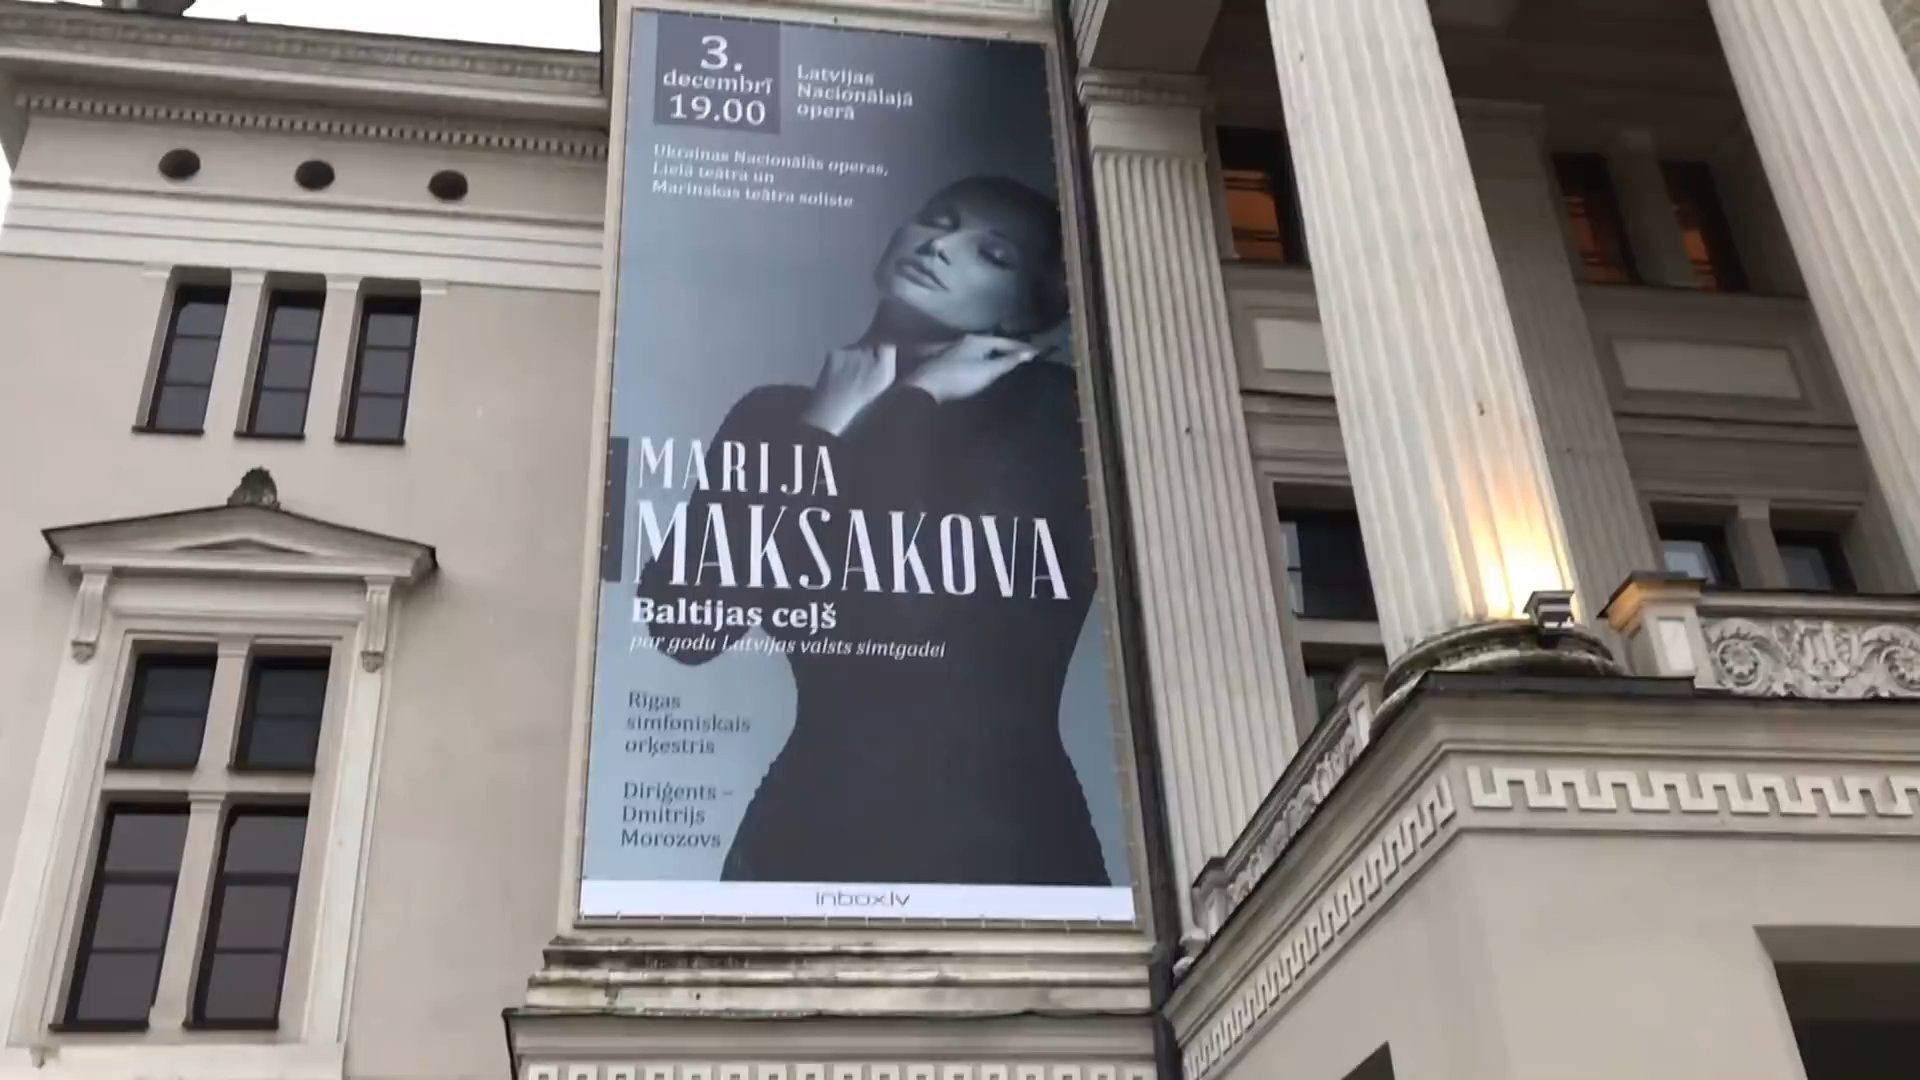 3.
decembrī
19.00
Latvijas
Nacionālajā
operā
Ukrainas Nacionālās operas,
Lielā teātra un
Marinskas teātra soliste
MARIJA
MAKSAKOVA
Baltijas ceļš
par godu Latvijas valsts simtgadei
Rīgas
simfoniskais
orķestris
Diriģents –
Dmitrijs
Morozovs
inbox.lv